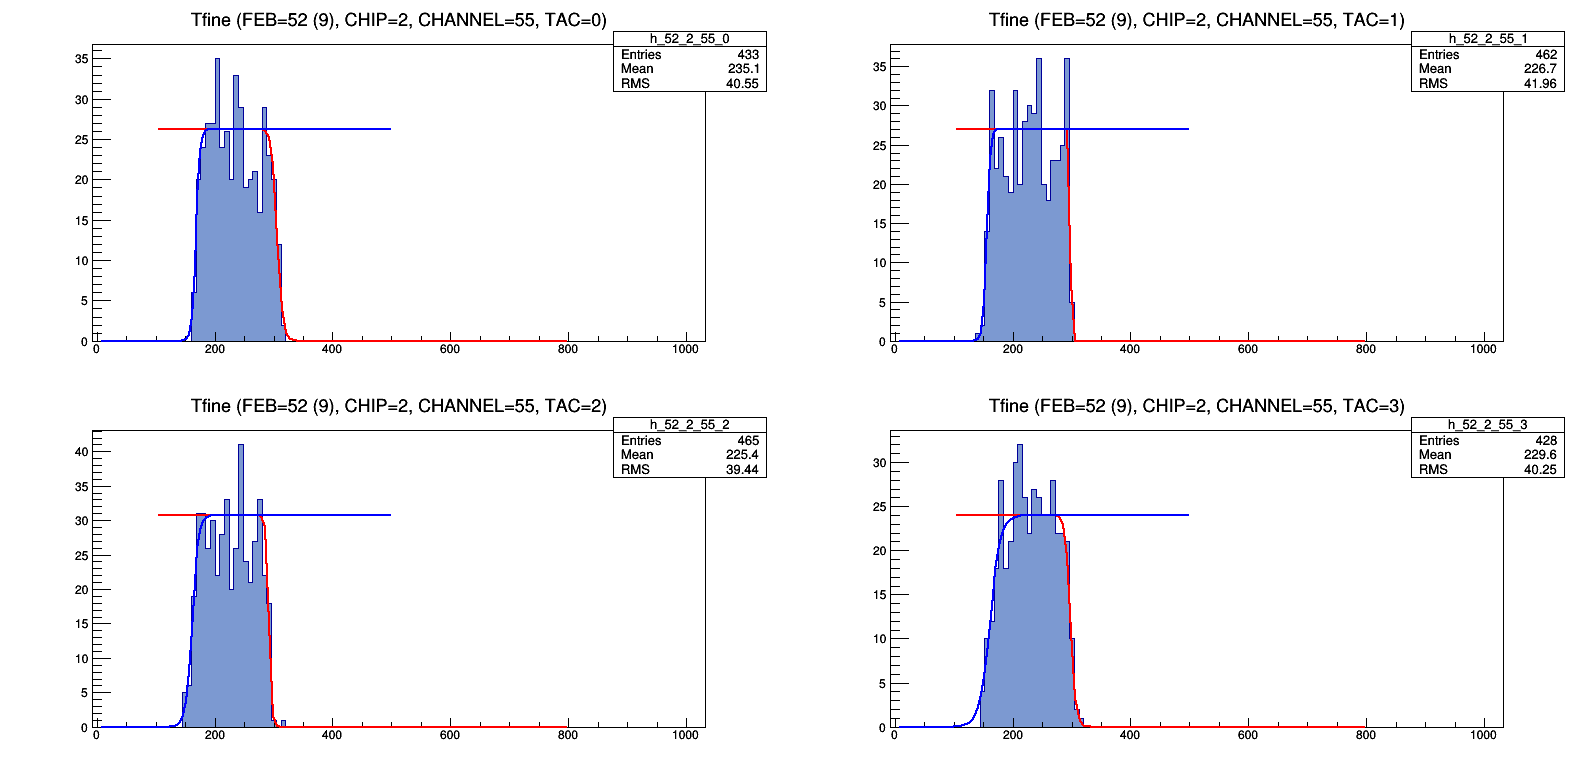 Tfine (FEB=52 (9), CHIP=2, CHANNEL=55, TAC=0)
h_52_2_55_0
Entries 433
Mean 235.1
RMS 40.55
35
30
25
20
15
10
5
0
0 200 400 600 800 1000
Tfine (FEB=52 (9), CHIP=2, CHANNEL=55, TAC=1)
h_52_2_55_1
Entries 462
Mean 226.7
RMS 41.96
35
30
25
20
15
10
5
0
0 200 400 600 800 1000
Tfine (FEB=52 (9), CHIP=2, CHANNEL=55, TAC=2)
h_52_2_55_2
Entries 465
Mean 225.4
RMS 39.44
40
35
30
25
20
15
10
5
0
0 200 400 600 800 1000
Tfine (FEB=52 (9), CHIP=2, CHANNEL=55, TAC=3)
h_52_2_55_3
Entries 428
Mean 229.6
RMS 40.25
30
25
20
15
10
5
0
0 200 400 600 800 1000